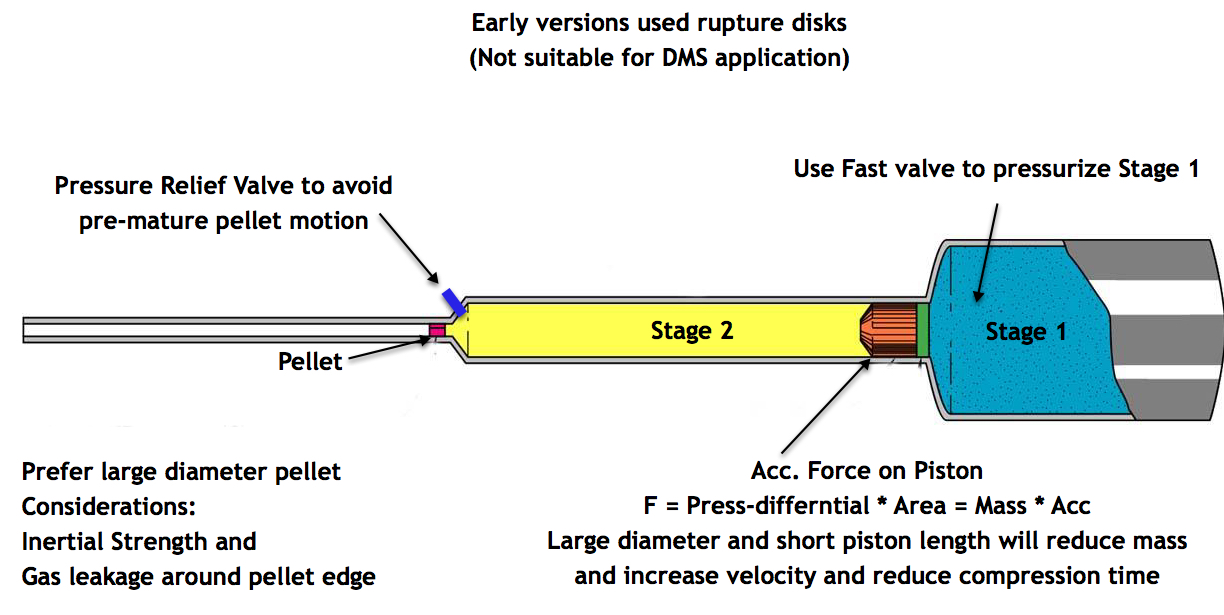 Early versions used rupture disks
(Not suitable for DMS application)
Use Fast valve to pressurize Stage 1
Pressure Relief Valve to avoid
pre-mature pellet motion
Stage 2
Stage 1
Pellet
Prefer large diameter pellet
Considerations:
Inertial Strength and
Gas leakage around pellet edge
Acc. Force on Piston
F = Press-differntial * Area = Mass * Acc
Large diameter and short piston length will reduce mass
and increase velocity and reduce compression time